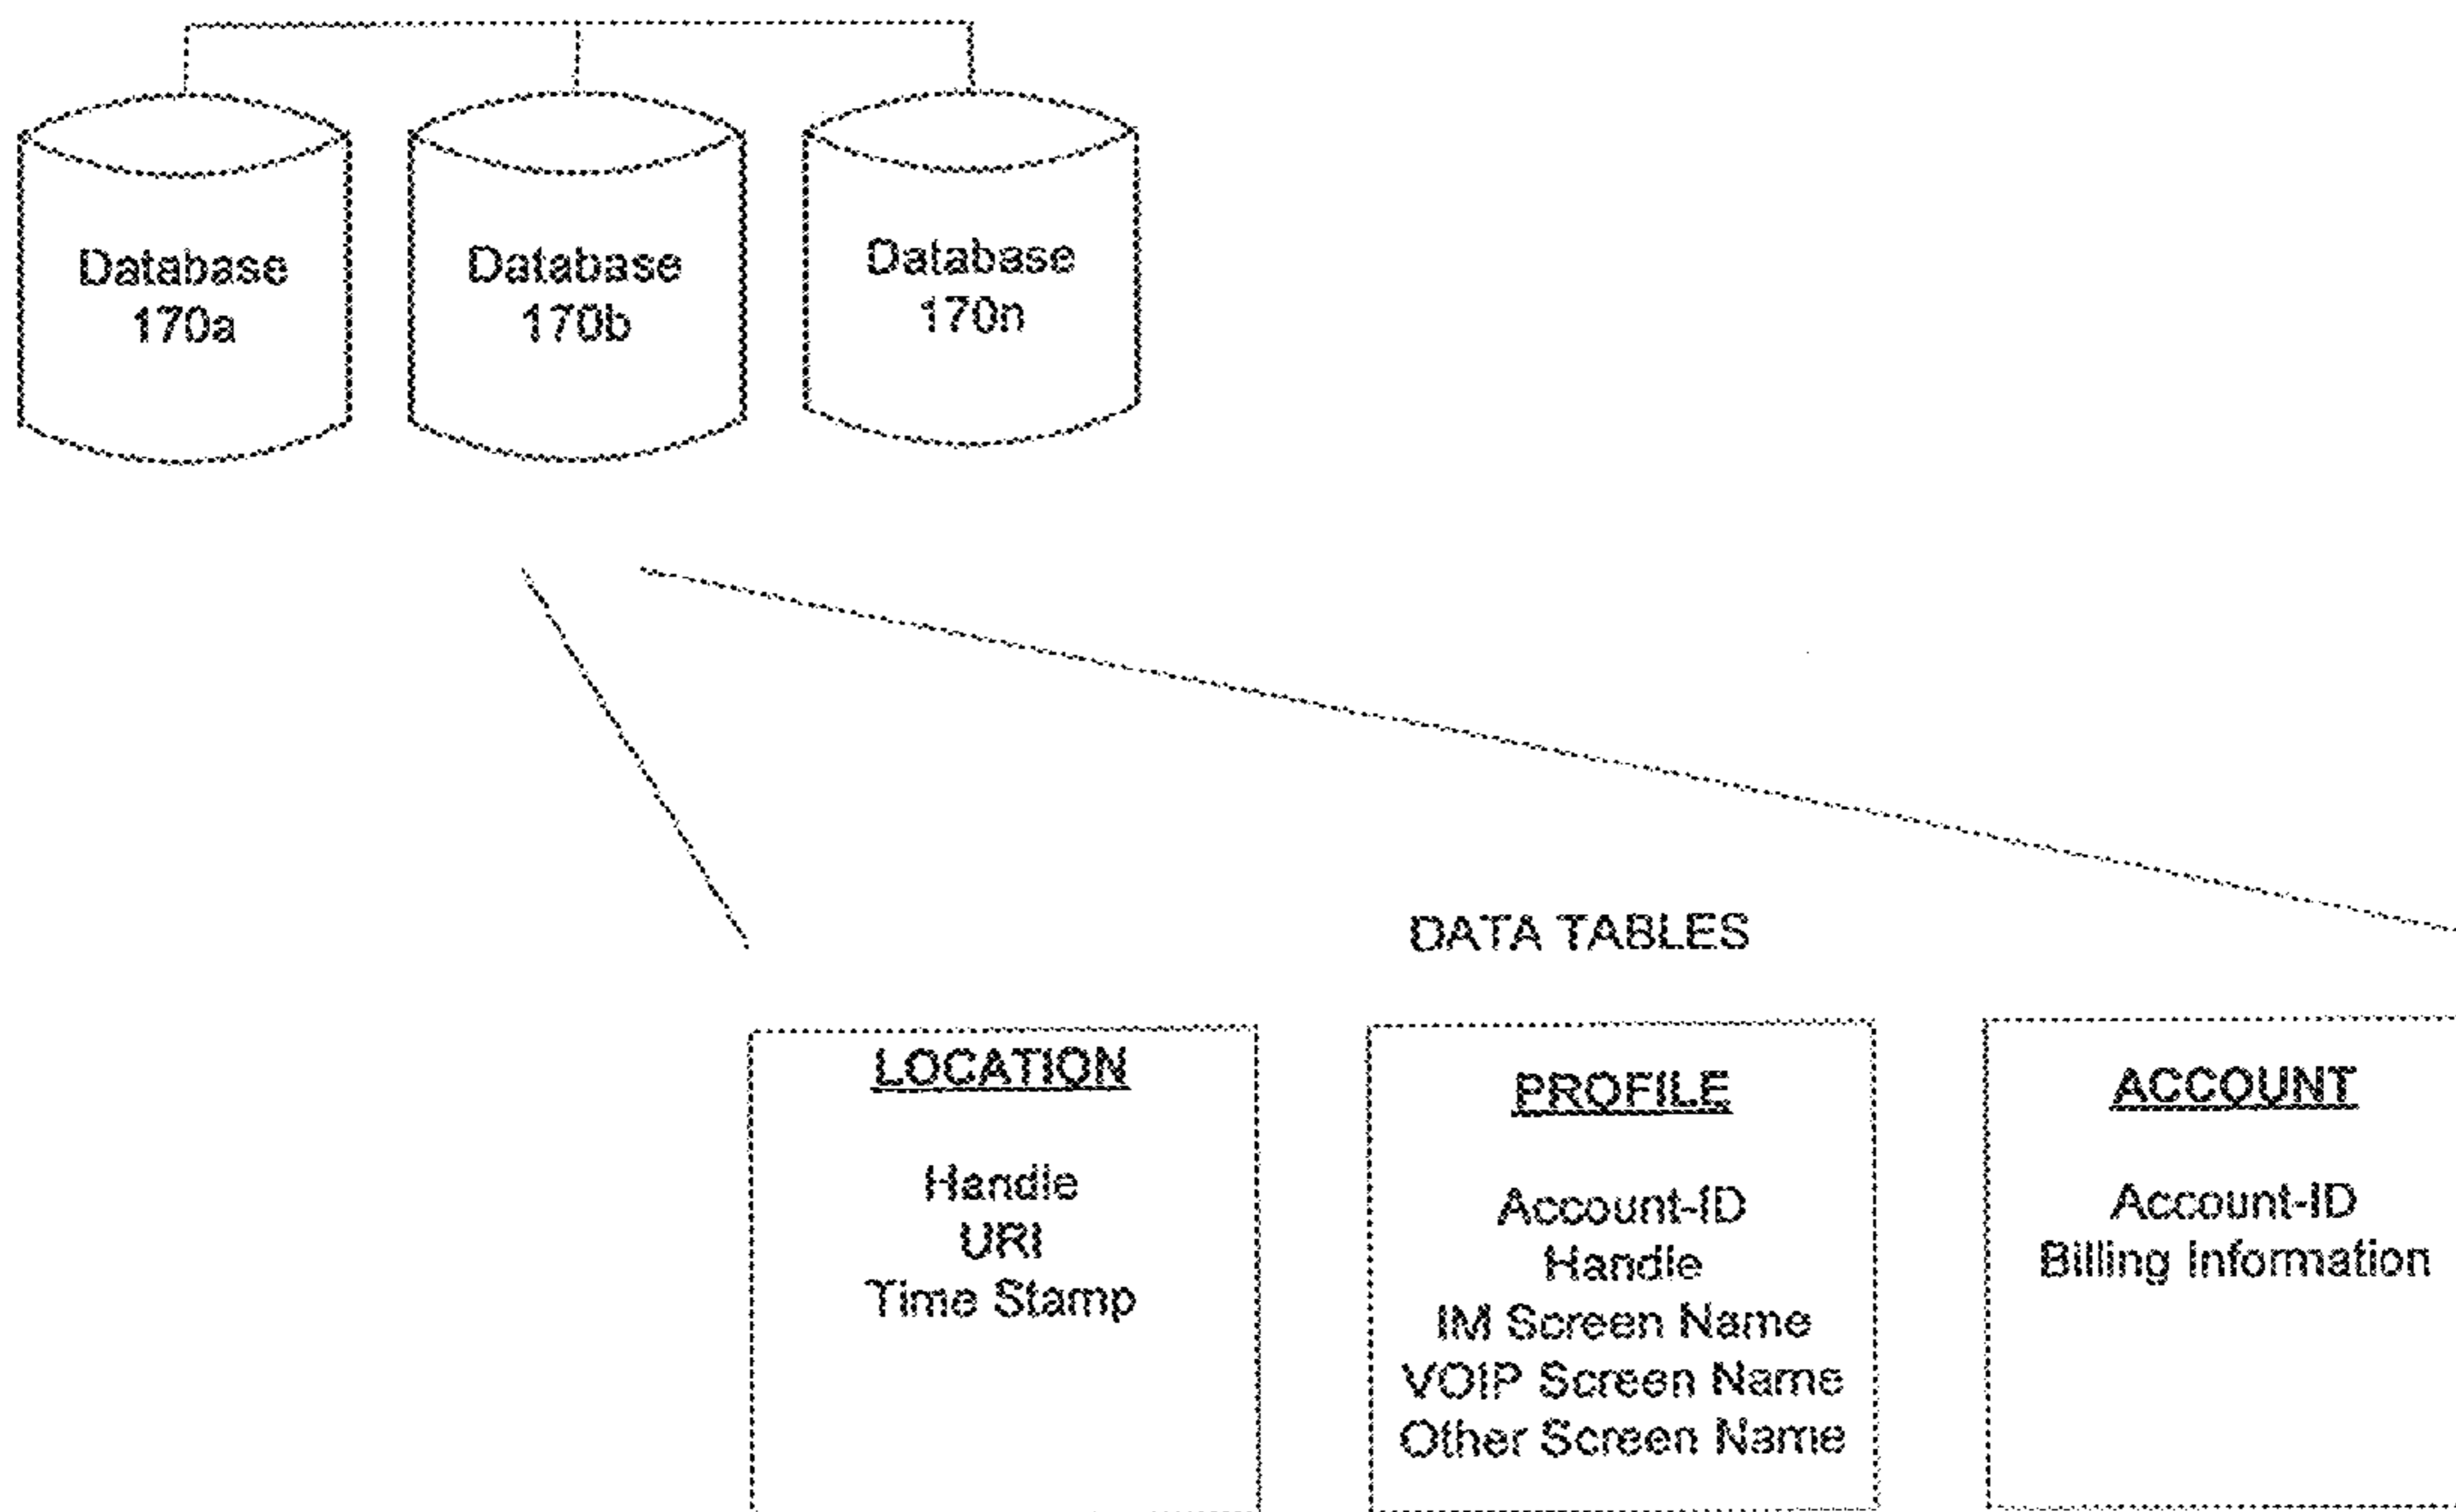 Database
170a
Database
170b
Database
170n
DATA TABLES
LOCATION
Handle
URI
Time Stamp
PROFILE
Account-ID
Handle
IM Screen Name
VOIP Screen Name
Other Screen Name
ACCOUNT
Account-ID
Billing Information